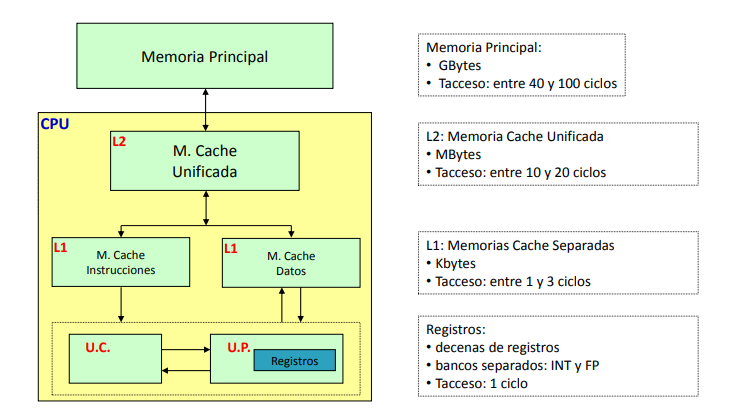 Memoria Principal
CPU
L2
M. Cache
Unificada
L1
M. Cache
Instrucciones
L1
M. Cache
Datos
U.C.
U.P.
Registros
Memoria Principal:
• GBytes
• Tacceso: entre 40 y 100 ciclos
L2: Memoria Cache Unificada
• MBytes
• Tacceso: entre 10 y 20 ciclos
L1: Memorias Cache Separadas
• Kbytes
• Tacceso: entre 1 y 3 ciclos
Registros:
• decenas de registros
• bancos separados: INT y FP
• Tacceso: 1 ciclo